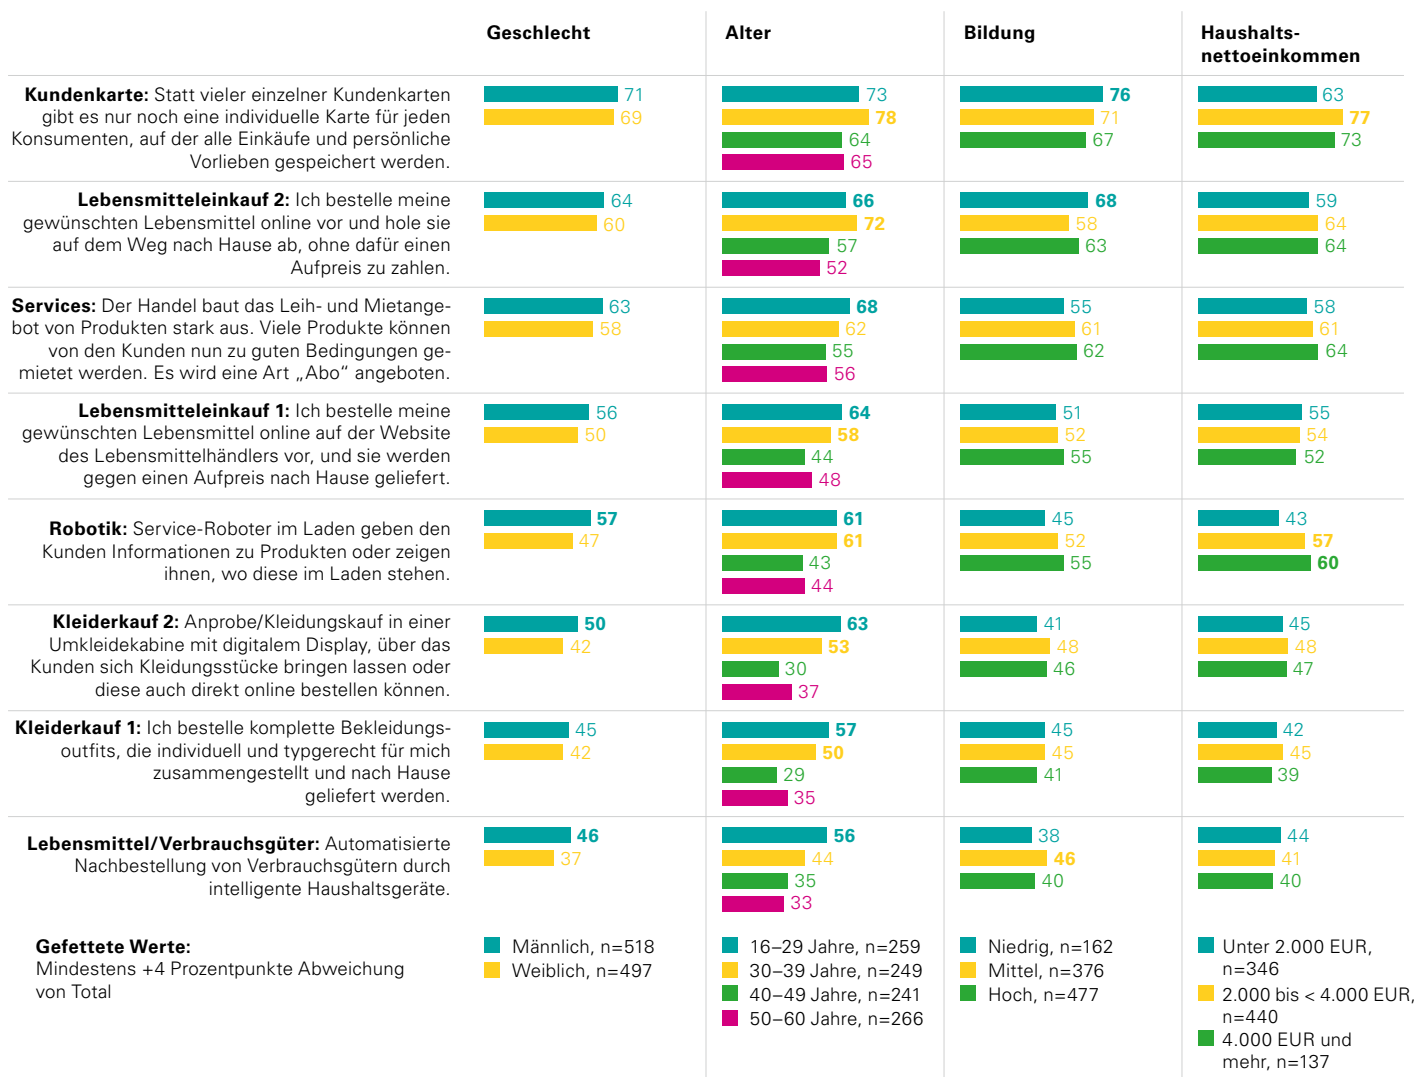 Geschlecht
Alter
Bildung
Haushalts-
nettoeinkommen
Kundenkarte: Statt vieler einzelner Kundenkarten
gibt es nur noch eine individuelle Karte für jeden
Konsumenten, auf der alle Einkäufe und persönliche
Vorlieben gespeichert werden.
71
69
73
78
64
65
76
71
67
63
77
73
Lebensmitteleinkauf 2: Ich bestelle meine
gewünschten Lebensmittel online vor und hole sie
auf dem Weg nach Hause ab, ohne dafür einen
Aufpreis zu zahlen.
64
60
66
72
57
52
68
58
63
59
64
64
Services: Der Handel baut das Leih- und Mietange-
bot von Produkten stark aus. Viele Produkte können
von den Kunden nun zu guten Bedingungen ge-
mietet werden. Es wird eine Art „Abo“ angeboten.
63
58
68
62
55
56
55
61
62
58
61
64
Lebensmitteleinkauf 1: Ich bestelle meine
gewünschten Lebensmittel online auf der Website
des Lebensmittelhändlers vor, und sie werden
gegen einen Aufpreis nach Hause geliefert.
56
50
64
58
44
48
51
52
55
55
54
52
Robotik: Service-Roboter im Laden geben den
Kunden Informationen zu Produkten oder zeigen
ihnen, wo diese im Laden stehen.
57
47
61
61
43
44
45
52
55
43
57
60
Kleiderkauf 2: Anprobe/Kleidungskauf in einer
Umkleidekabine mit digitalem Display, über das
Kunden sich Kleidungsstücke bringen lassen oder
diese auch direkt online bestellen können.
50
42
63
53
30
37
41
48
46
45
48
47
Kleiderkauf 1: Ich bestelle komplette Bekleidungs-
outfits, die individuell und typgerecht für mich
zusammengestellt und nach Hause
geliefert werden.
45
42
57
50
29
35
45
45
41
42
45
39
Lebensmittel/Verbrauchsgüter: Automatisierte
Nachbestellung von Verbrauchsgütern durch
intelligente Haushaltsgeräte.
46
37
56
44
35
33
38
46
40
44
41
40
Gefettete Werte:
Mindestens +4 Prozentpunkte Abweichung
von Total
Männlich, n=518
Weiblich, n=497
16–29 Jahre, n=259
30–39 Jahre, n=249
40–49 Jahre, n=241
50–60 Jahre, n=266
Niedrig, n=162
Mittel, n=376
Hoch, n=477
Unter 2.000 EUR,
n=346
2.000 bis < 4.000 EUR,
n=440
4.000 EUR und
mehr, n=137